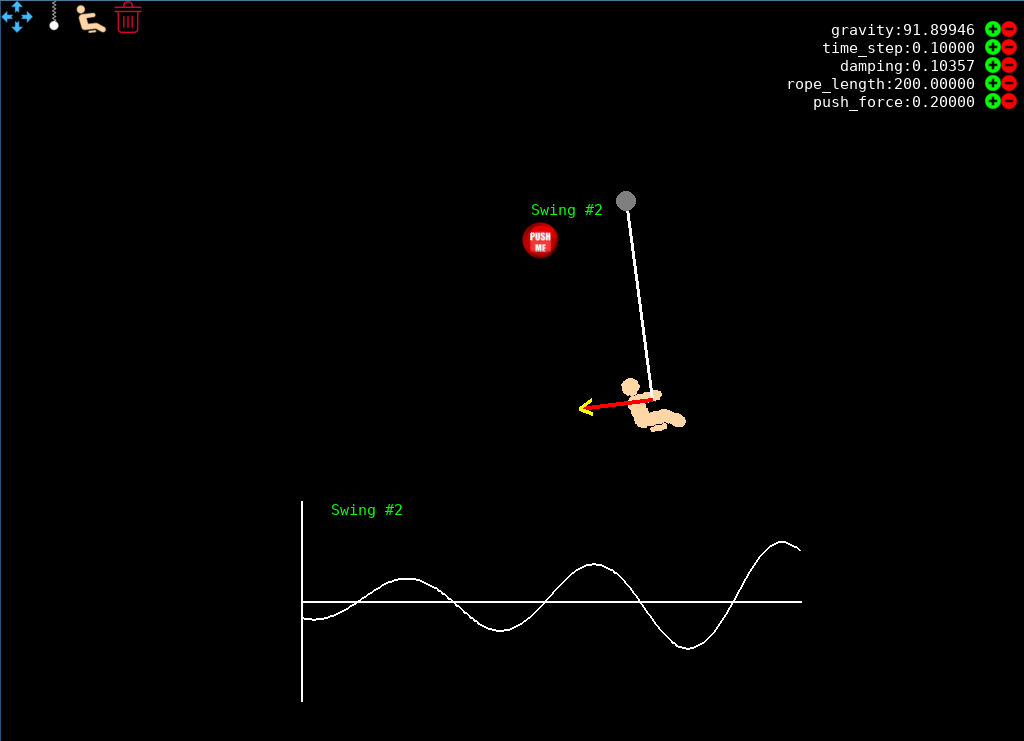 gravity:91.89946
time_step:0.10000
damping:0.10357
rope_length:200.00000
push_force:0.20000
Swing #2
PUSH
ME
Swing #2